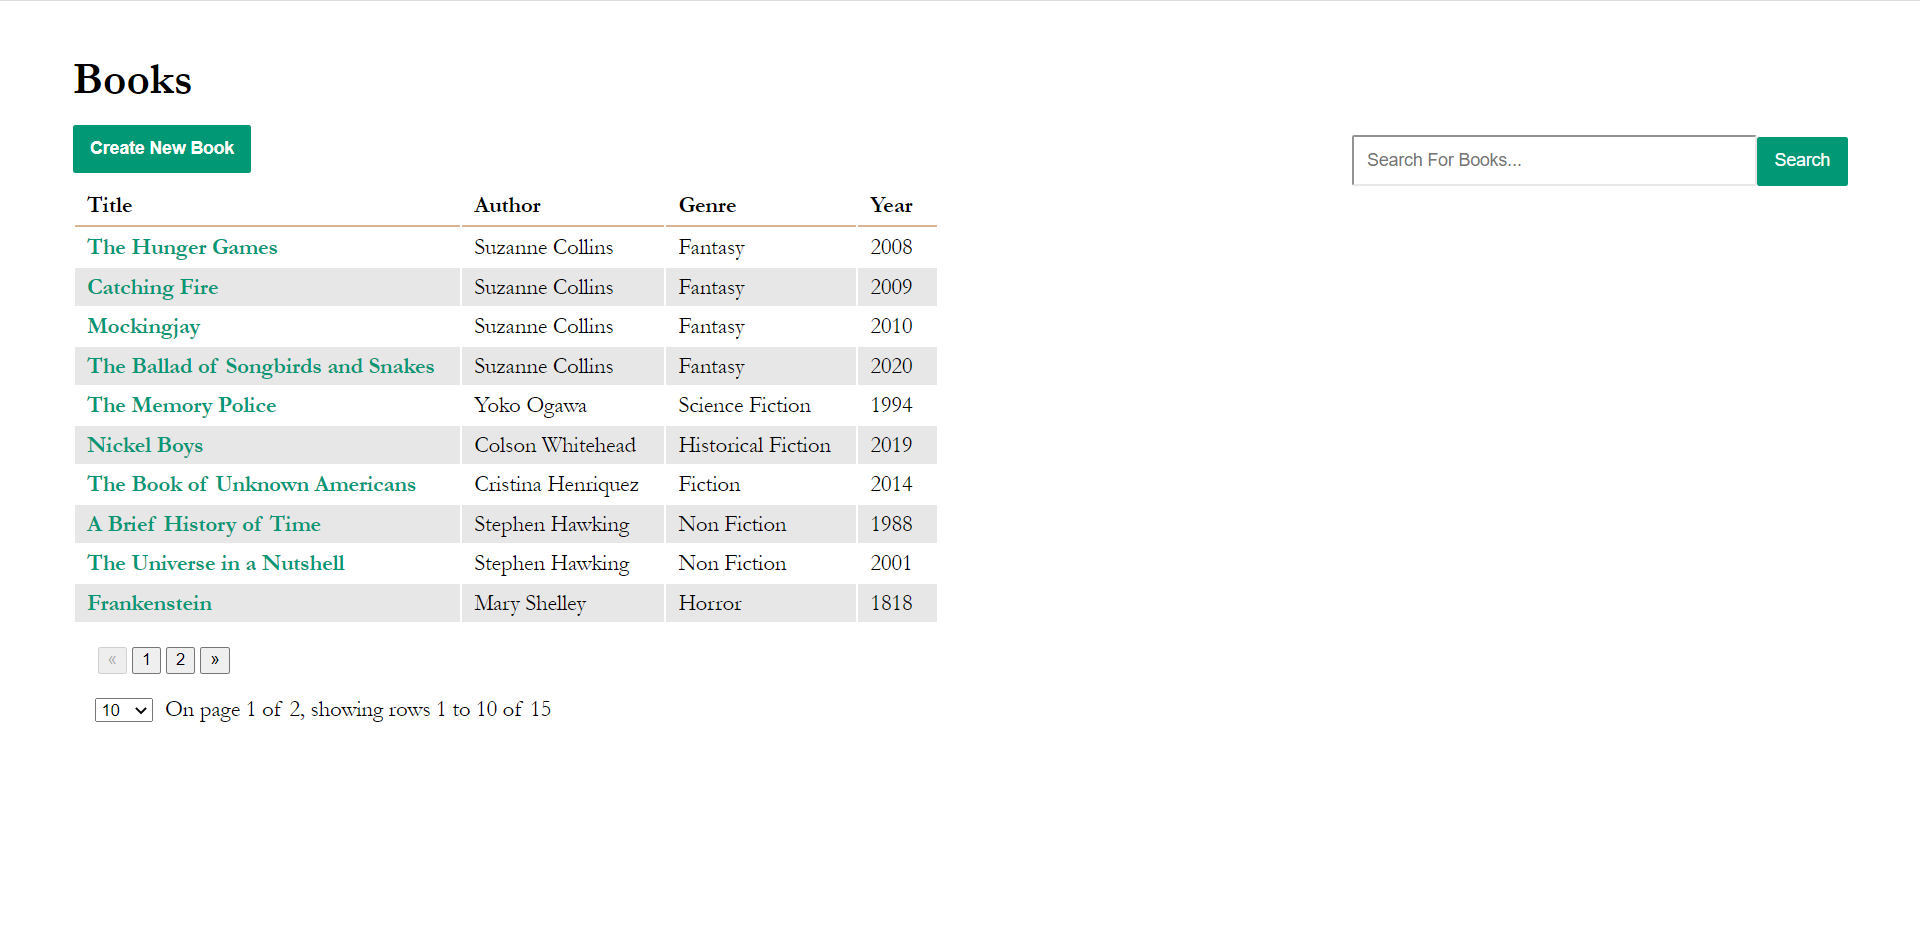 Books
Create New Book
Search For Books... Search
Title Author Genre Year
The Hunger Games Suzanne Collins Fantasy 2008
Catching Fire Suzanne Collins Fantasy 2009
Mockingjay Suzanne Collins Fantasy 2010
The Ballad of Songbirds and Snakes Suzanne Collins Fantasy 2020
The Memory Police Yoko Ogawa Science Fiction 1994
Nickel Boys Colson Whitehead Historical Fiction 2019
The Book of Unknown Americans Cristina Henriquez Fiction 2014
A Brief History of Time Stephen Hawking Non Fiction 1988
The Universe in a Nutshell Stephen Hawking Non Fiction 2001
Frankenstein Mary Shelley Horror 1818
« 1 2 »
10 On page 1 of 2, showing rows 1 to 10 of 15